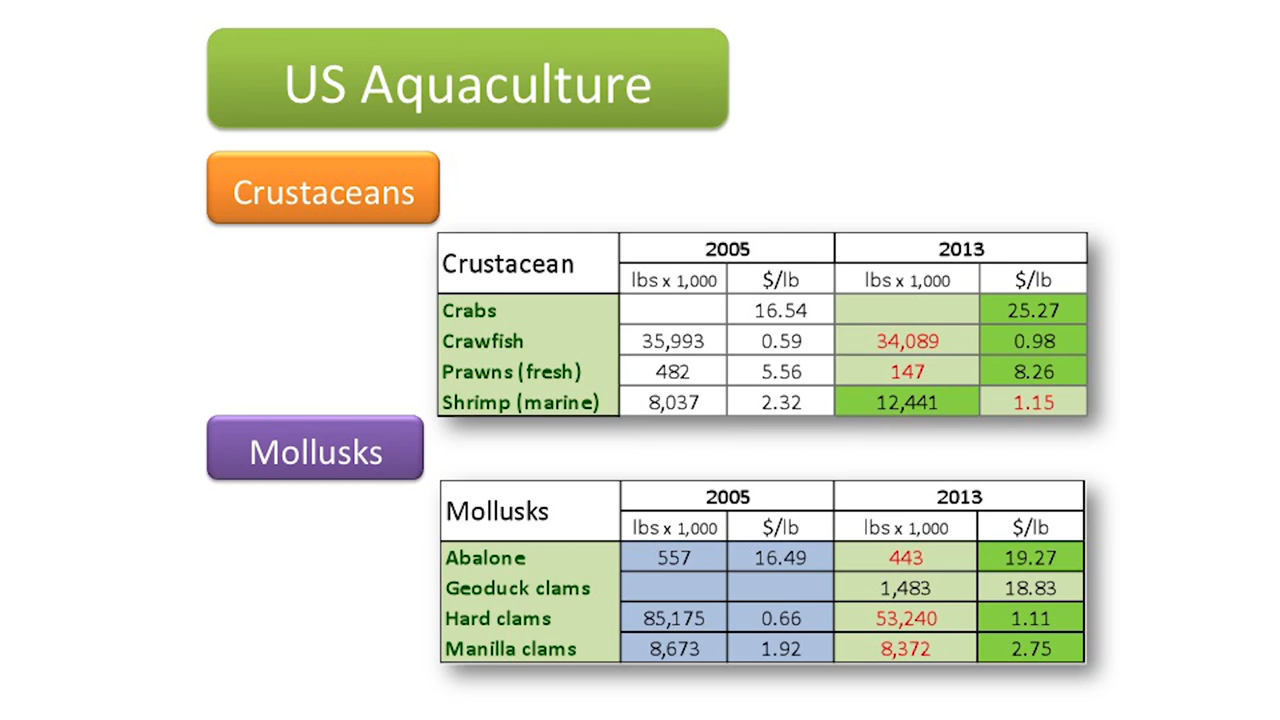 US Aquaculture
Crustaceans
Crustacean 2005 2013
lbs x 1,000 $/lb lbs x 1,000 $/lb
Crabs 16.54 25.27
Crawfish 35,993 0.59 34,089 0.98
Prawns (fresh) 482 5.56 147 8.26
Shrimp (marine) 8,037 2.32 12,441 1.15
Mollusks
Mollusks 2005 2013
lbs x 1,000 $/lb lbs x 1,000 $/lb
Abalone 557 16.49 443 19.27
Geoduck clams 1,483 18.83
Hard clams 85,175 0.66 53,240 1.11
Manilla clams 8,673 1.92 8,372 2.75